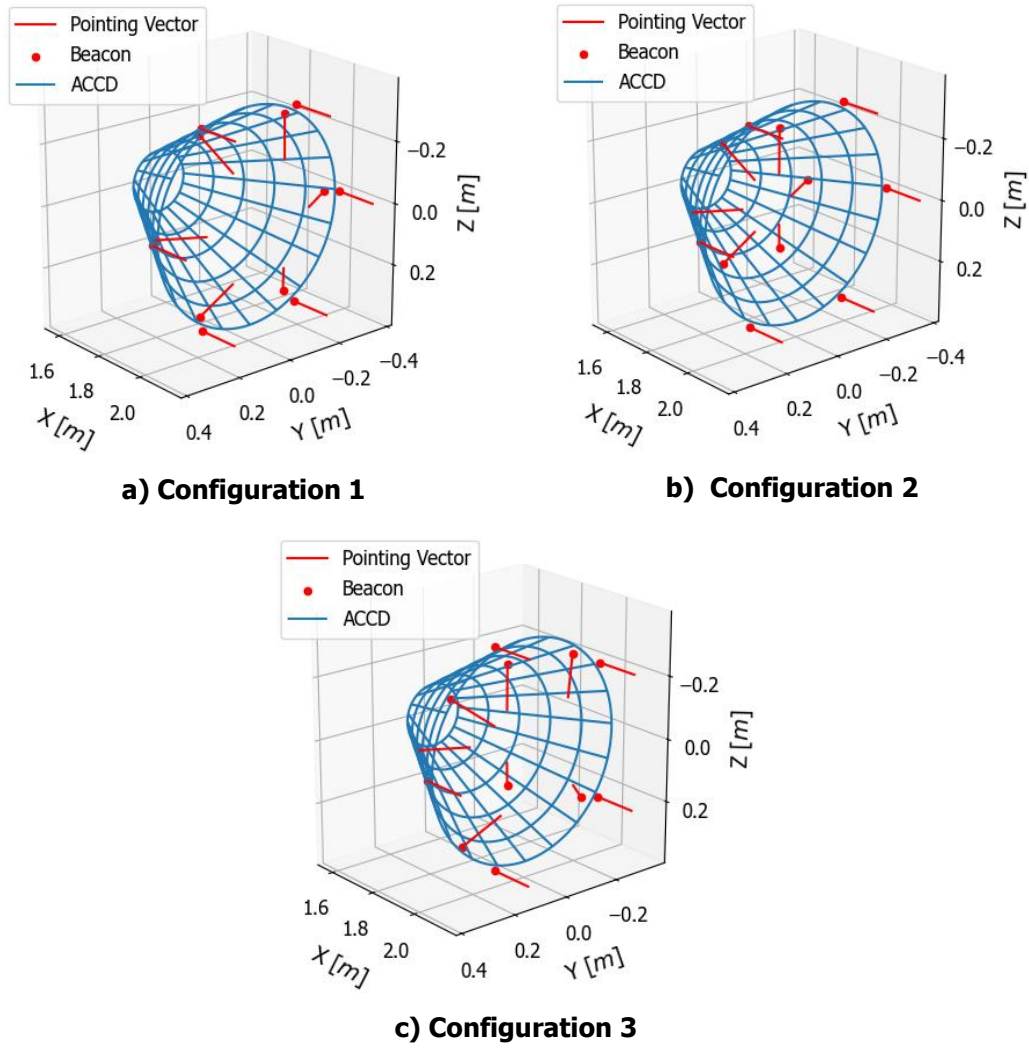 Pointing Vector
Beacon
ACCD
−0.2
0.0
0.2
Z [m]
1.6
1.8
2.0
X [m]
0.4
0.2
0.0
−0.2
−0.4
Y [m]
a) Configuration 1
Pointing Vector
Beacon
ACCD
−0.2
0.0
0.2
Z [m]
1.6
1.8
2.0
X [m]
0.4
0.2
0.0
−0.2
−0.4
Y [m]
b) Configuration 2
Pointing Vector
Beacon
ACCD
−0.2
0.0
0.2
Z [m]
1.6
1.8
2.0
X [m]
0.4
0.2
0.0
−0.2
Y [m]
c) Configuration 3